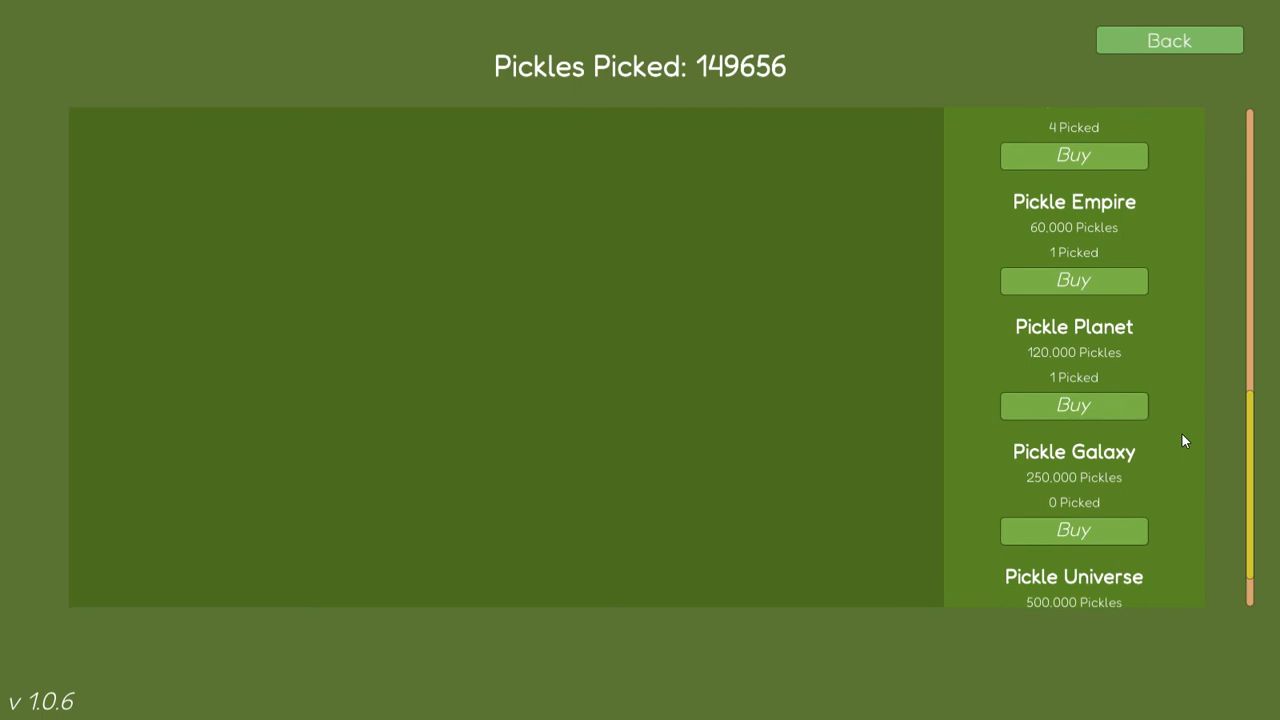 Back
Pickles Picked: 149656
4 Picked
Buy
Pickle Empire
60,000 Pickles
1 Picked
Buy
Pickle Planet
120,000 Pickles
1 Picked
Buy
Pickle Galaxy
250,000 Pickles
0 Picked
Buy
Pickle Universe
500,000 Pickles
v 1.0.6